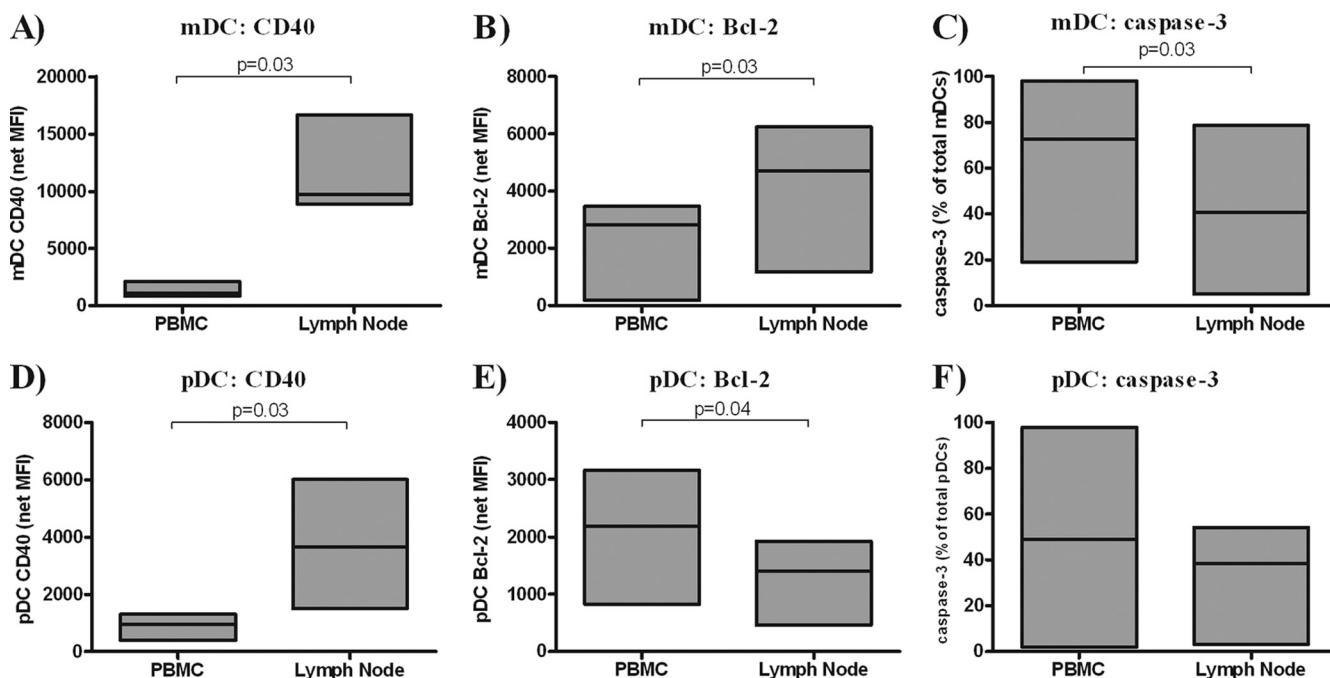 A) mDC: CD40
p=0.03
20000
15000
10000
5000
0
mDC CD40 (net MFI)
PBMC Lymph Node
B) mDC: Bcl-2
p=0.03
8000
6000
4000
2000
0
mDC Bcl-2 (net MFI)
PBMC Lymph Node
C) mDC: caspase-3
p=0.03
100
80
60
40
20
0
caspase-3 (% of total mDCs)
PBMC Lymph Node
D) pDC: CD40
p=0.03
8000
6000
4000
2000
0
pDC CD40 (net MFI)
PBMC Lymph Node
E) pDC: Bcl-2
p=0.04
4000
3000
2000
1000
0
pDC Bcl-2 (net MFI)
PBMC Lymph Node
F) pDC: caspase-3
100
80
60
40
20
0
caspase-3 (% of total pDCs)
PBMC Lymph Node